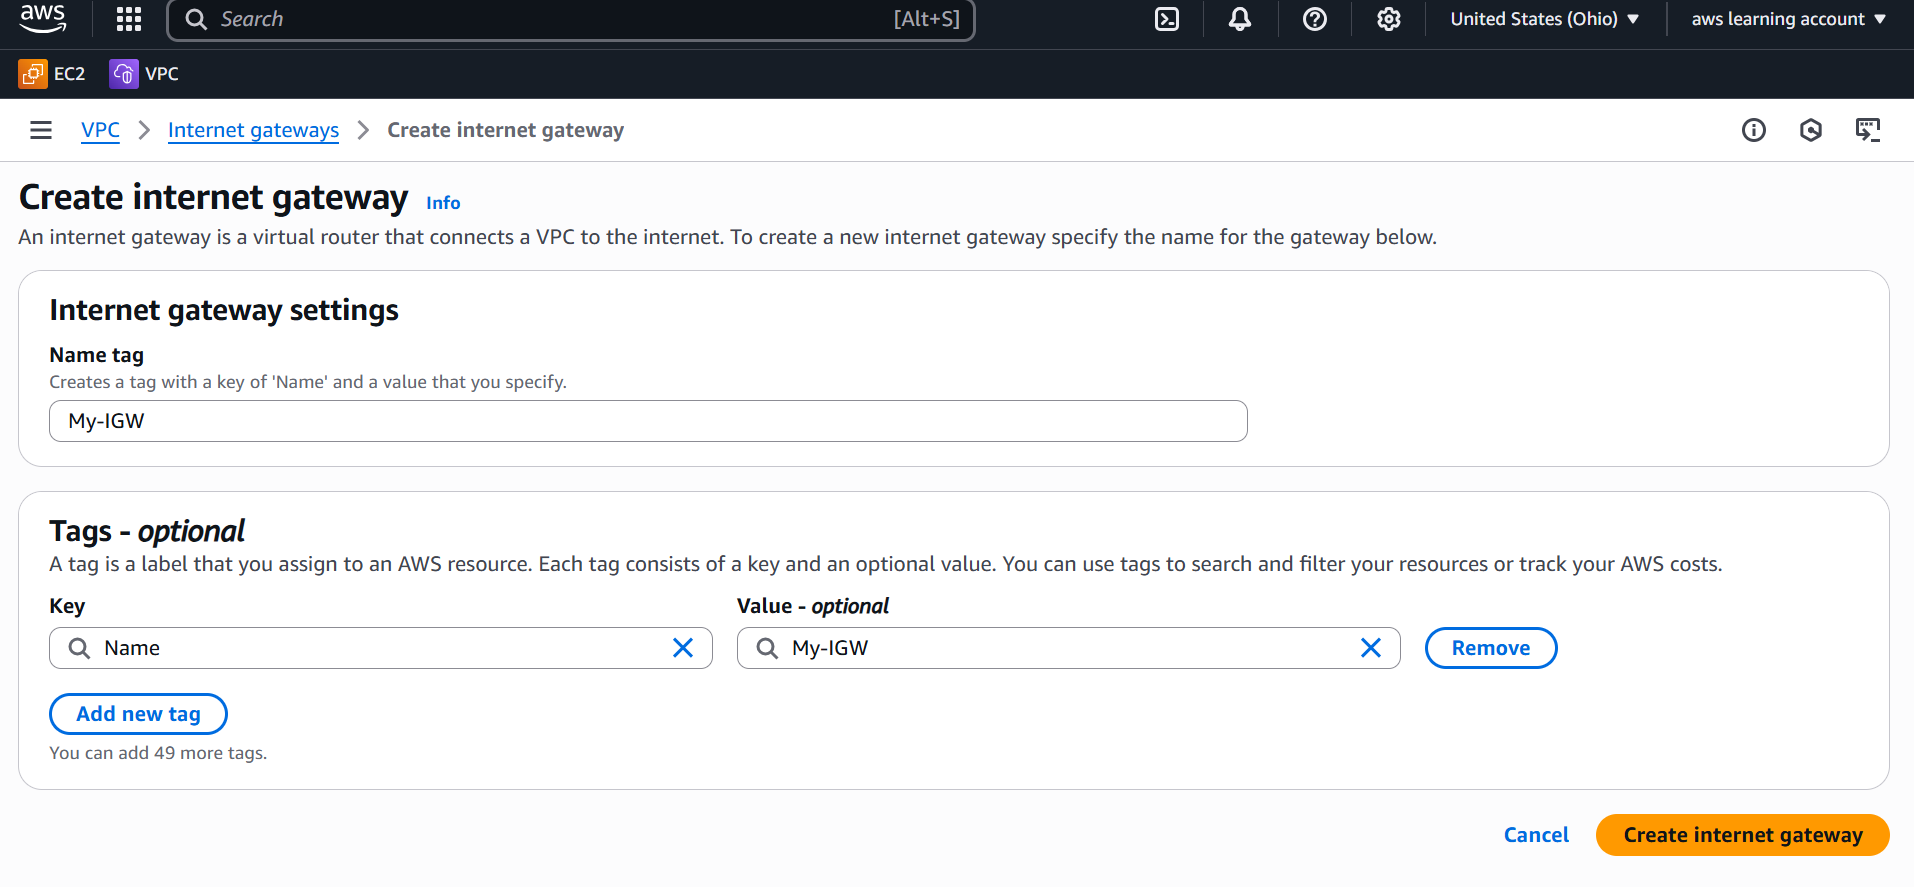 aws
Search [Alt+S] United States (Ohio) aws learning account
EC2 VPC
VPC Internet gateways Create internet gateway
Create internet gateway Info
An internet gateway is a virtual router that connects a VPC to the internet. To create a new internet gateway specify the name for the gateway below.
Internet gateway settings
Name tag
Creates a tag with a key of 'Name' and a value that you specify.
My-IGW
Tags - optional
A tag is a label that you assign to an AWS resource. Each tag consists of a key and an optional value. You can use tags to search and filter your resources or track your AWS costs.
Key Value - optional
Name My-IGW Remove
Add new tag
You can add 49 more tags.
Cancel Create internet gateway